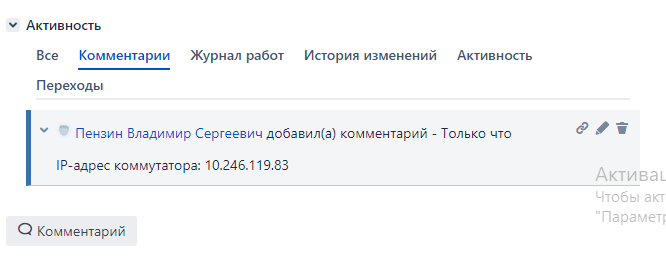 Активность
Все Комментарии Журнал работ История изменений Активность
Переходы
Пензин Владимир Сергеевич добавил(а) комментарий - Только что
IP-адрес коммутатора: 10.246.119.83
Активац
Чтобы акт
"Параметр
Комментарий